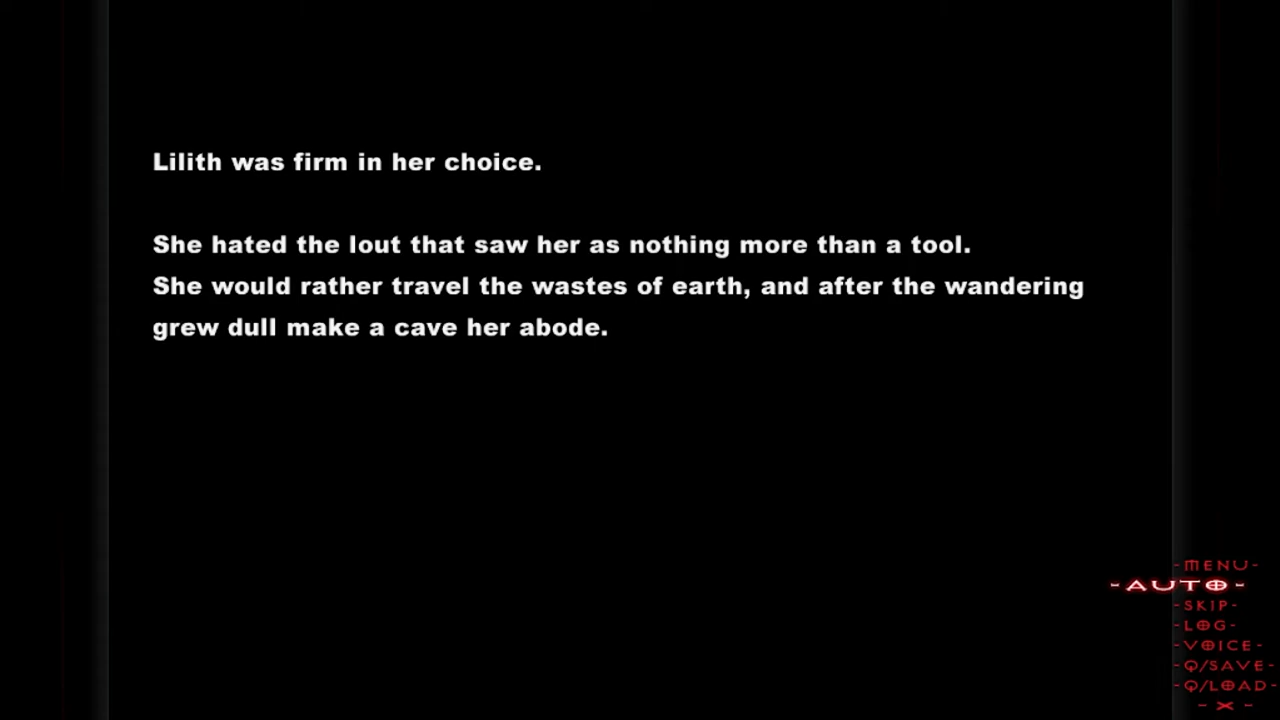 Lilith was firm in her choice.
She hated the lout that saw her as nothing more than a tool.
She would rather travel the wastes of earth, and after the wandering
grew dull make a cave her abode.
-MENU-
-AUTO-
-SKIP-
-LOG-
-VOICE-
-Q/SAVE-
-Q/LOAD-
-X-